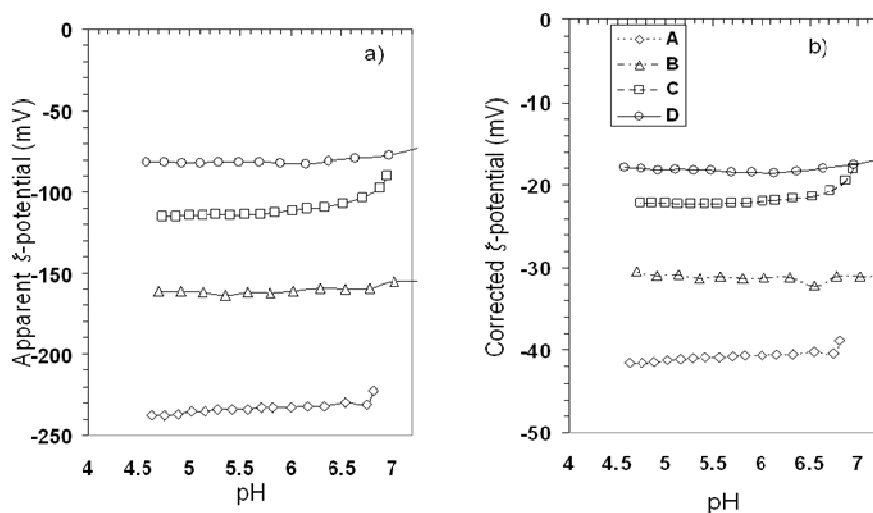 a)
Apparent ξ-potential (mV)
0
-50
-100
-150
-200
-250
4
4.5
5
5.5
6
6.5
7
pH
b)
Corrected ξ-potential (mV)
0
-10
-20
-30
-40
-50
4
4.5
5
5.5
6
6.5
7
pH
A
B
C
D